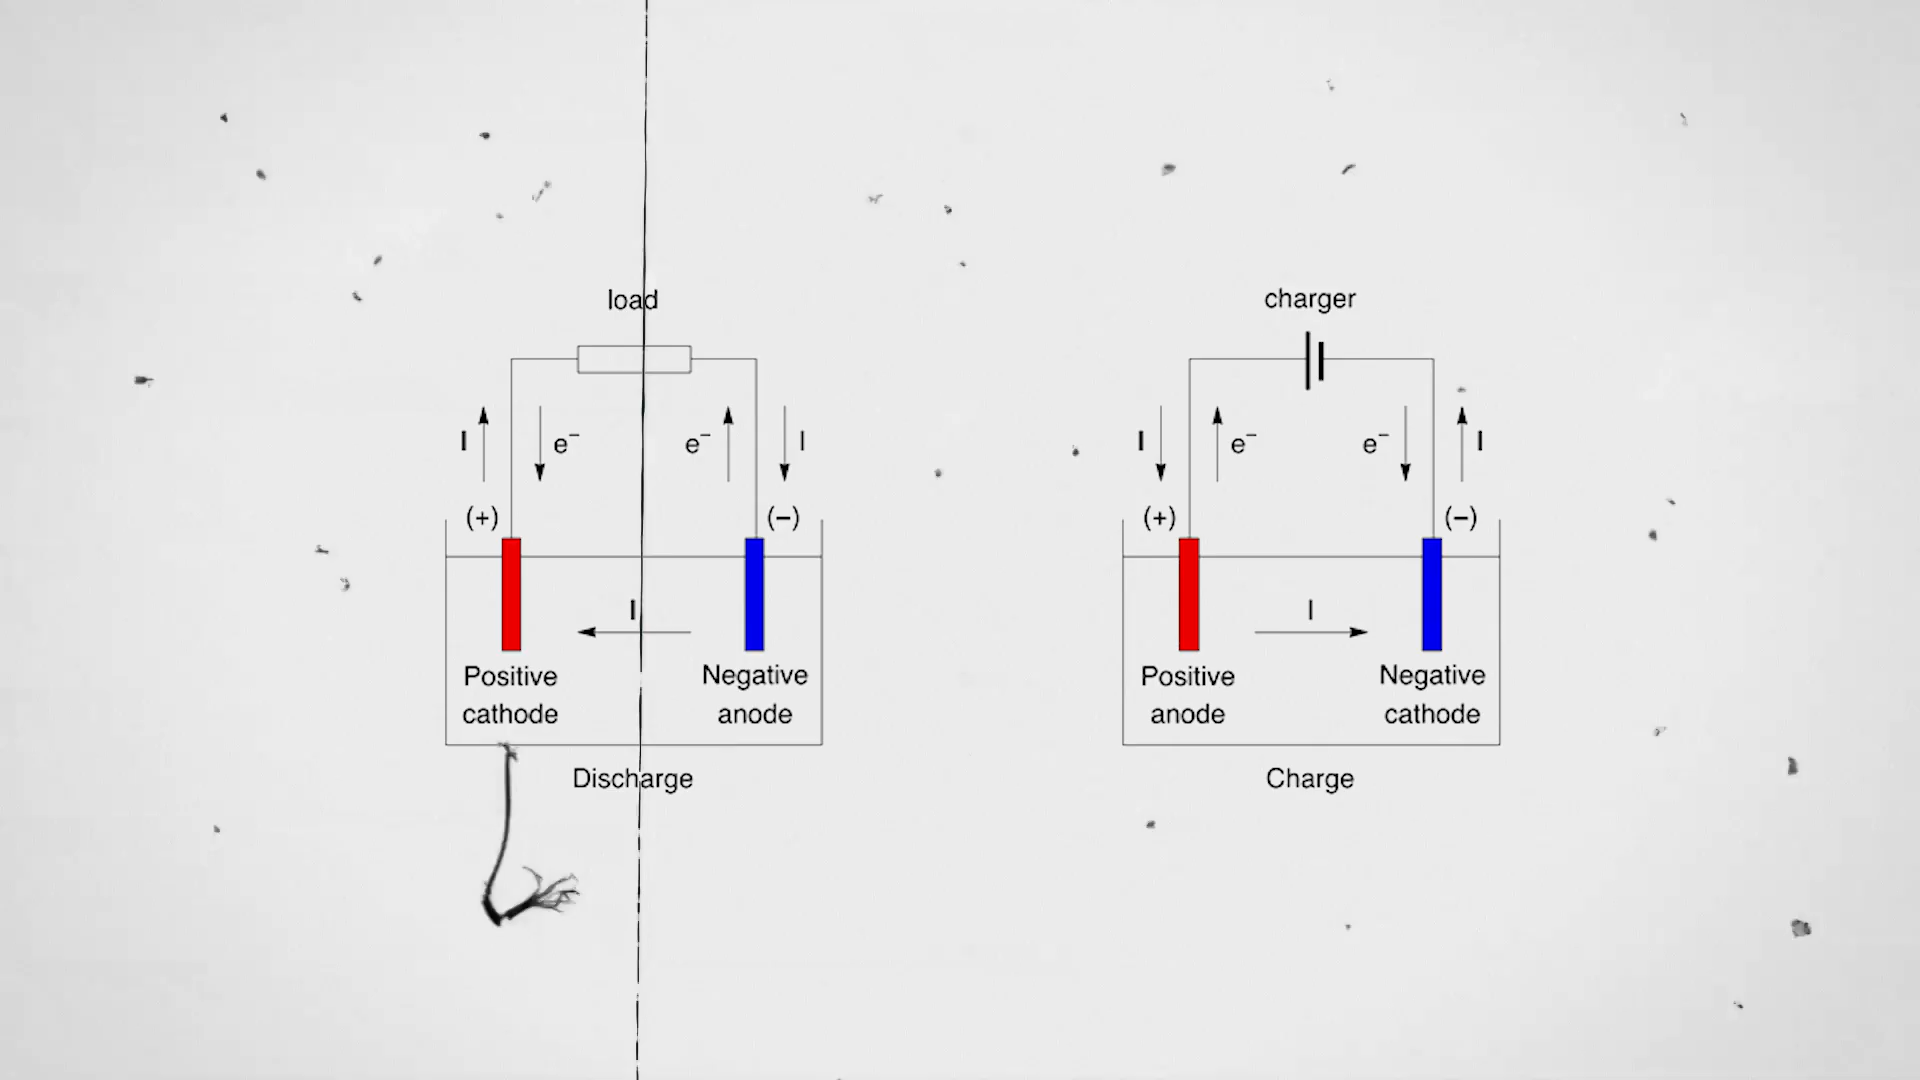 load
I e⁻ e⁻ I
(+) (−)
I
Positive
cathode
Negative
anode
Discharge
charger
I e⁻ e⁻ I
(+) (−)
I
Positive
anode
Negative
cathode
Charge